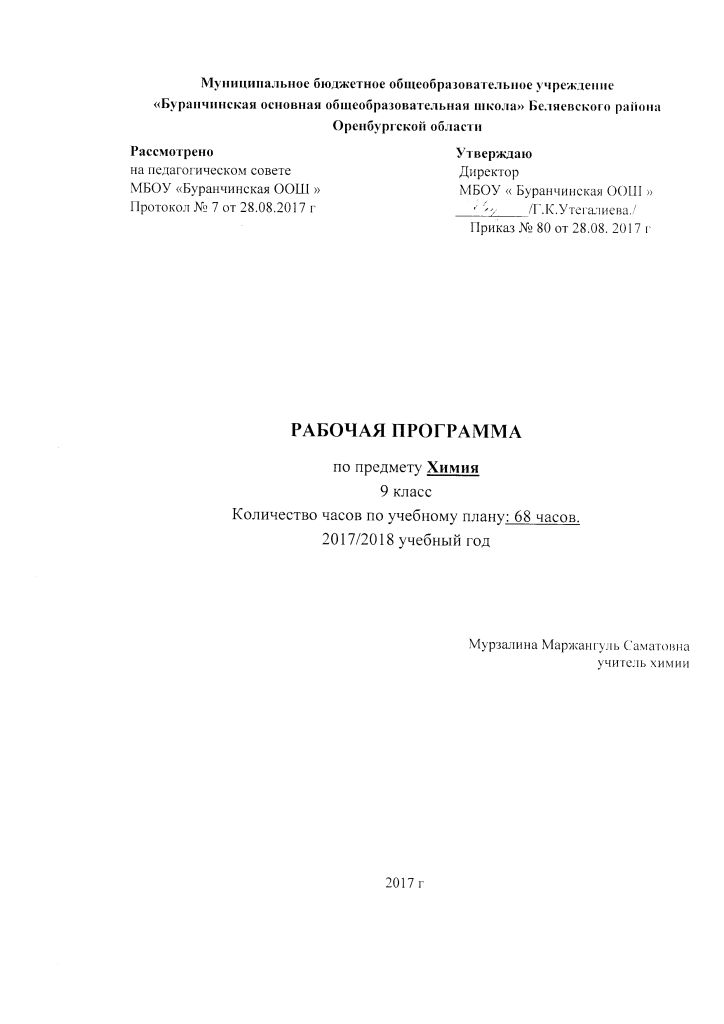 Муниципальное бюджетное общеобразовательное учреждение
«Буранчинская основная общеобразовательная школа» Беляевского района
Оренбургской области
Рассмотрено
на педагогическом совете
МБОУ «Буранчинская ООШ »
Протокол № 7 от 28.08.2017 г
Утверждаю
Директор
МБОУ « Буранчинская ООШ »
__________/Г.К.Утегалиева./
Приказ № 80 от 28.08. 2017 г
РАБОЧАЯ ПРОГРАММА
по предмету Химия
9 класс
Количество часов по учебному плану: 68 часов.
2017/2018 учебный год
Мурзалина Маржангуль Саматовна
учитель химии
2017 г